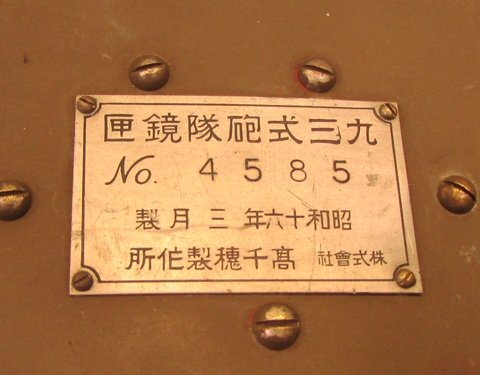 九三式砲隊鏡匣
No. 4585
昭和十六年三月製
株式會社 高千穂製作所